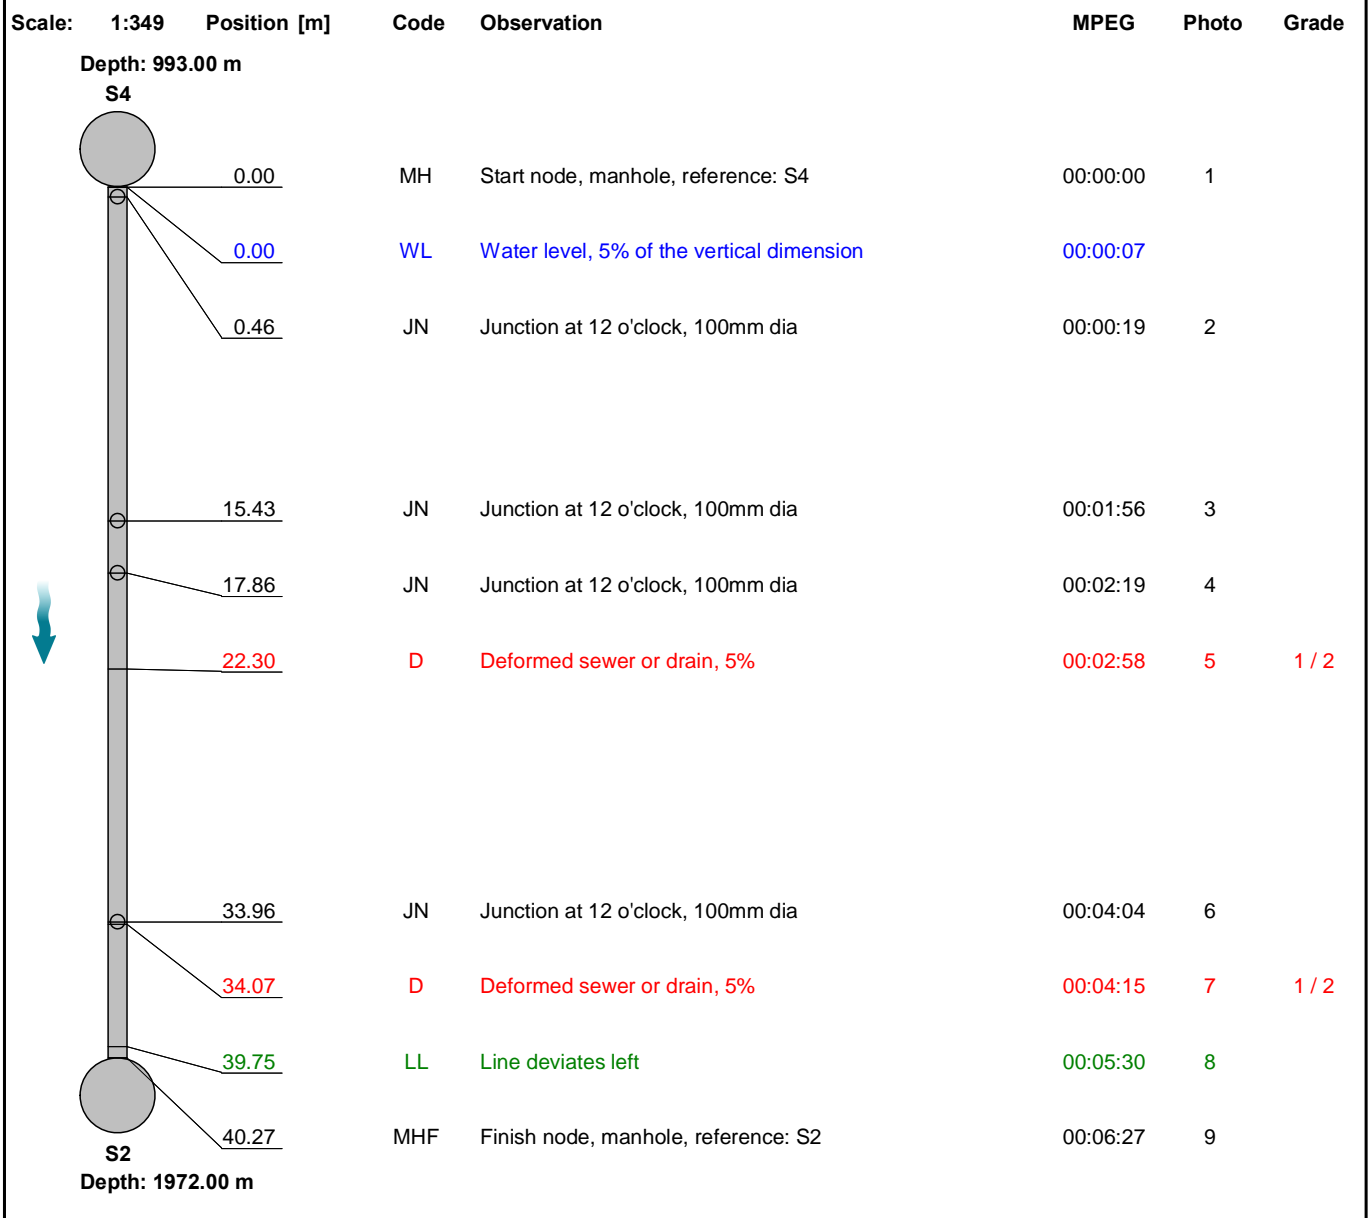 Scale: 1:349 Position [m] Code Observation MPEG Photo Grade
Depth: 993.00 m
S4
0.00 MH Start node, manhole, reference: S4 00:00:00 1
0.00 WL Water level, 5% of the vertical dimension 00:00:07
0.46 JN Junction at 12 o'clock, 100mm dia 00:00:19 2
15.43 JN Junction at 12 o'clock, 100mm dia 00:01:56 3
17.86 JN Junction at 12 o'clock, 100mm dia 00:02:19 4
22.30 D Deformed sewer or drain, 5% 00:02:58 5 1 / 2
33.96 JN Junction at 12 o'clock, 100mm dia 00:04:04 6
34.07 D Deformed sewer or drain, 5% 00:04:15 7 1 / 2
39.75 LL Line deviates left 00:05:30 8
40.27 MHF Finish node, manhole, reference: S2 00:06:27 9
S2
Depth: 1972.00 m